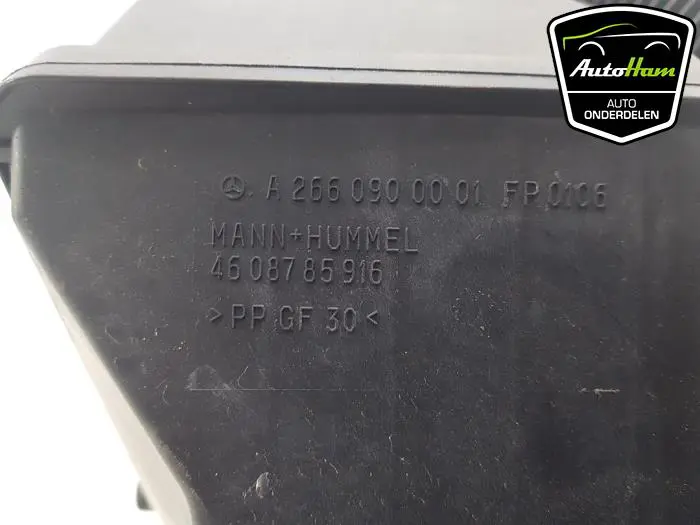 AutoHam
AUTO
ONDERDELEN
A 266 090 00 01 FP 0106
MANN+HUMMEL
46 087 85 916
>PP GF 30<